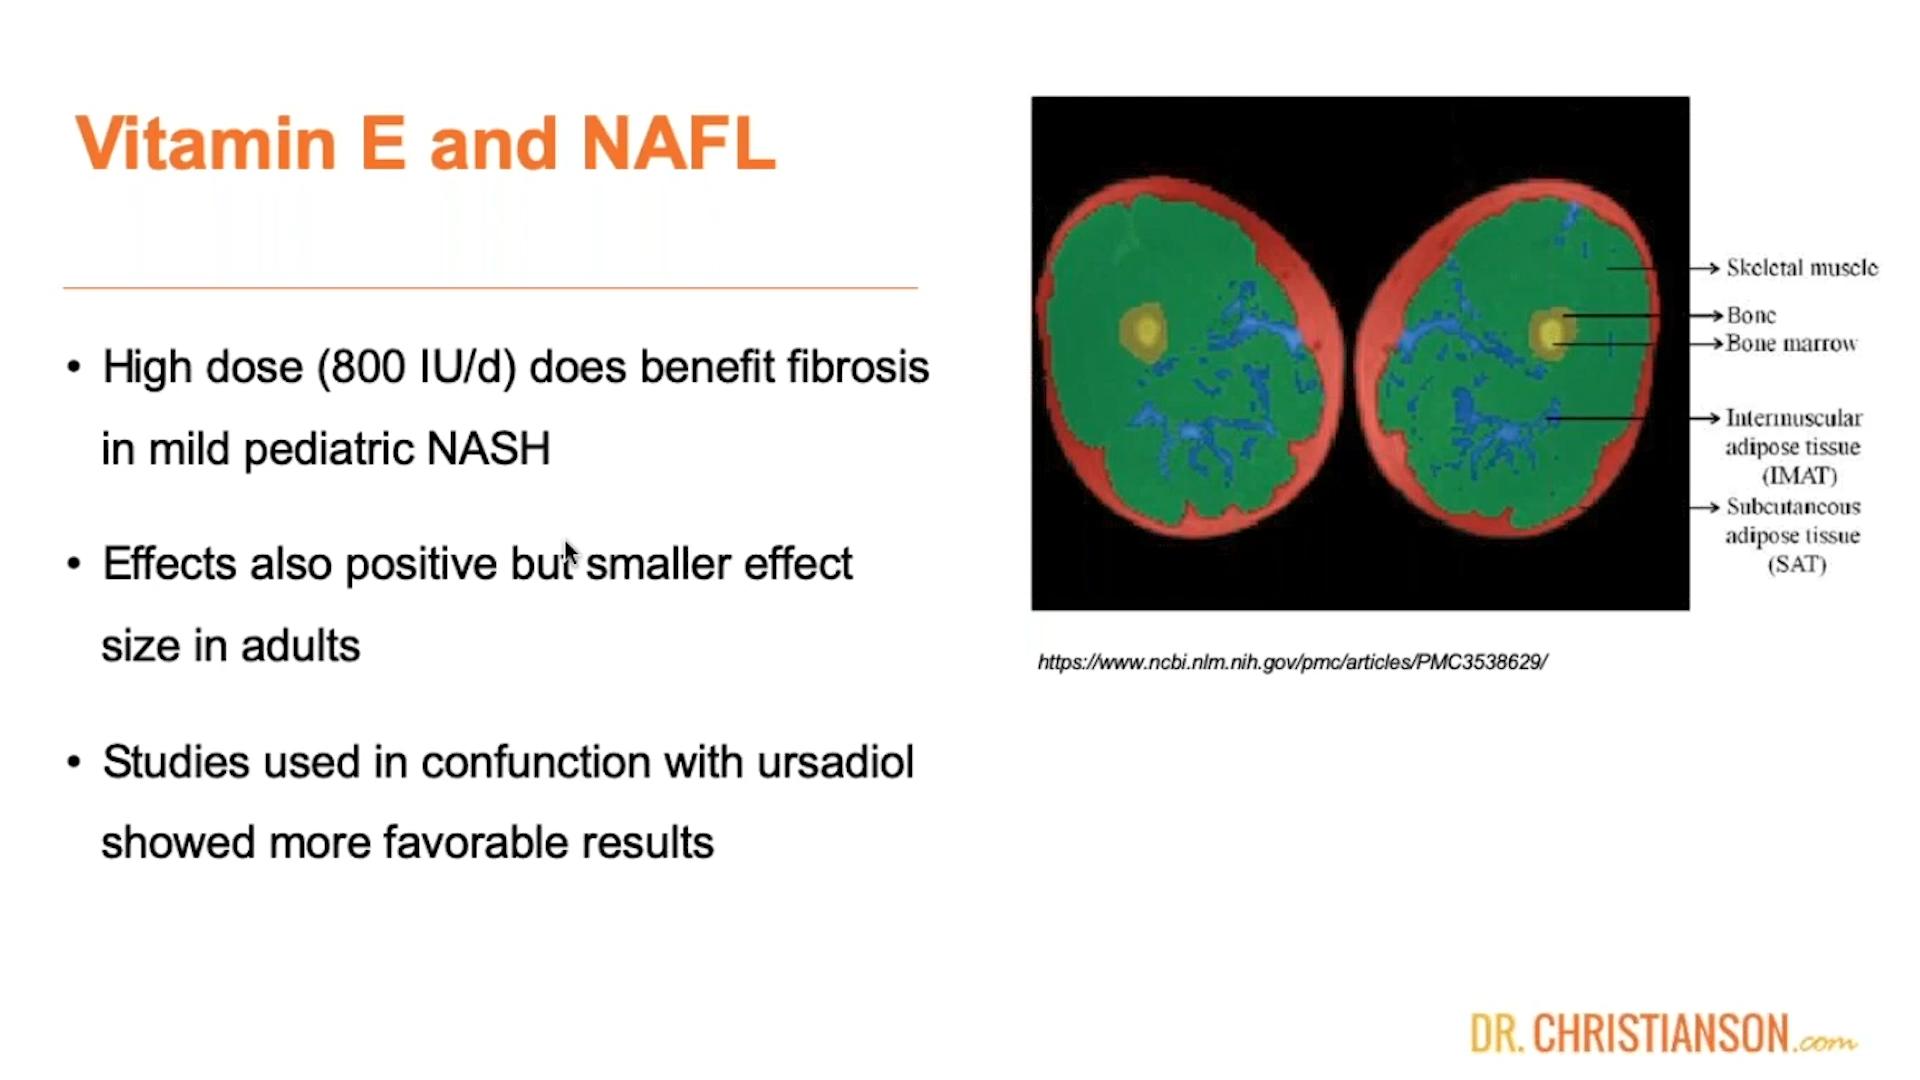 Vitamin E and NAFL
• High dose (800 IU/d) does benefit fibrosis
in mild pediatric NASH
• Effects also positive but smaller effect
size in adults
• Studies used in confunction with ursadiol
showed more favorable results
Skeletal muscle
Bone
Bone marrow
Intermuscular
adipose tissue
(IMAT)
Subcutaneous
adipose tissue
(SAT)
https://www.ncbi.nlm.nih.gov/pmc/articles/PMC3538629/
DR. CHRISTIANSON.com